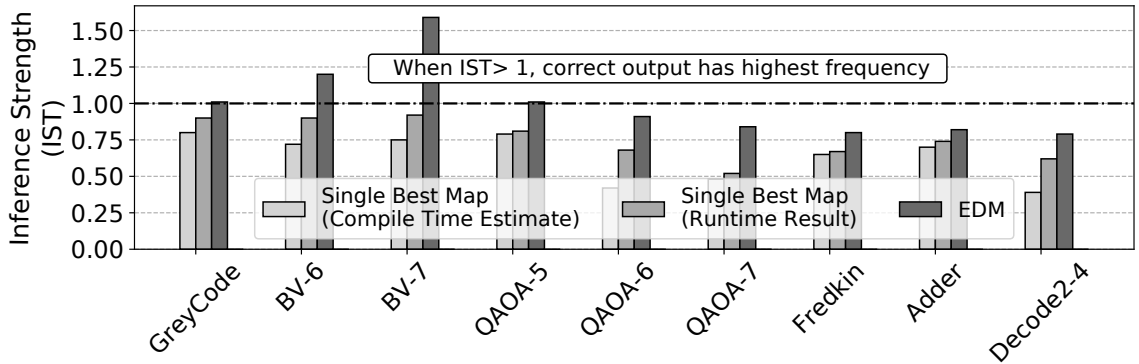 Inference Strength
(IST)
1.50
1.25
1.00
0.75
0.50
0.25
0.00
When IST> 1, correct output has highest frequency
Single Best Map
(Compile Time Estimate)
Single Best Map
(Runtime Result)
EDM
GreyCode
BV-6
BV-7
QAOA-5
QAOA-6
QAOA-7
Fredkin
Adder
Decode2-4